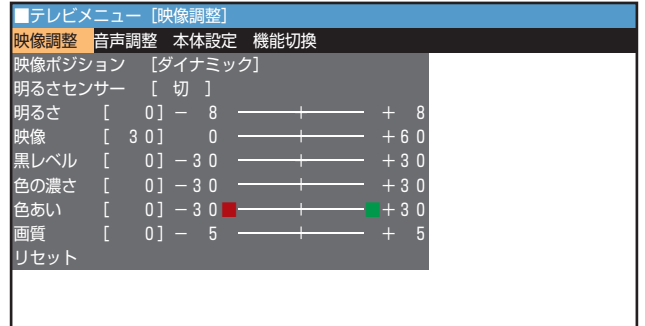 ■テレビメニュー［映像調整］
映像調整 音声調整 本体設定 機能切換
映像ポジション ［ダイナミック］
明るさセンサー ［ 切 ］
明るさ ［ 0］－ 8 ＋ 8
映像 ［ 30］ 0 ＋60
黒レベル ［ 0］－30 ＋30
色の濃さ ［ 0］－30 ＋30
色あい ［ 0］－30 ＋30
画質 ［ 0］－ 5 ＋ 5
リセット